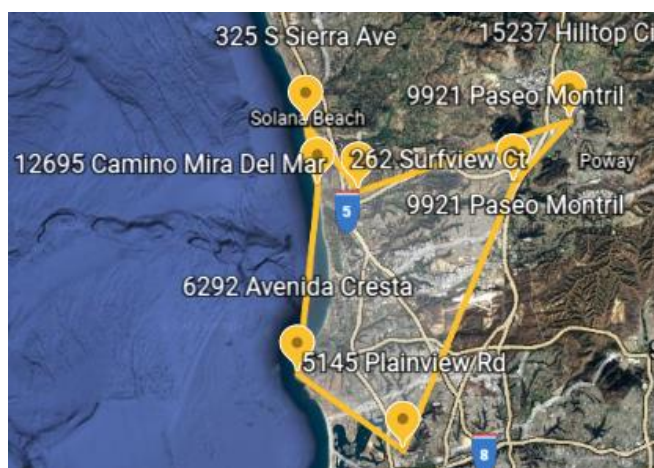 325 S Sierra Ave
15237 Hilltop Ci
9921 Paseo Montril
Solana Beach
12695 Camino Mira Del Mar
262 Surfview Ct
Poway
9921 Paseo Montril
5
6292 Avenida Cresta
5145 Plainview Rd
8